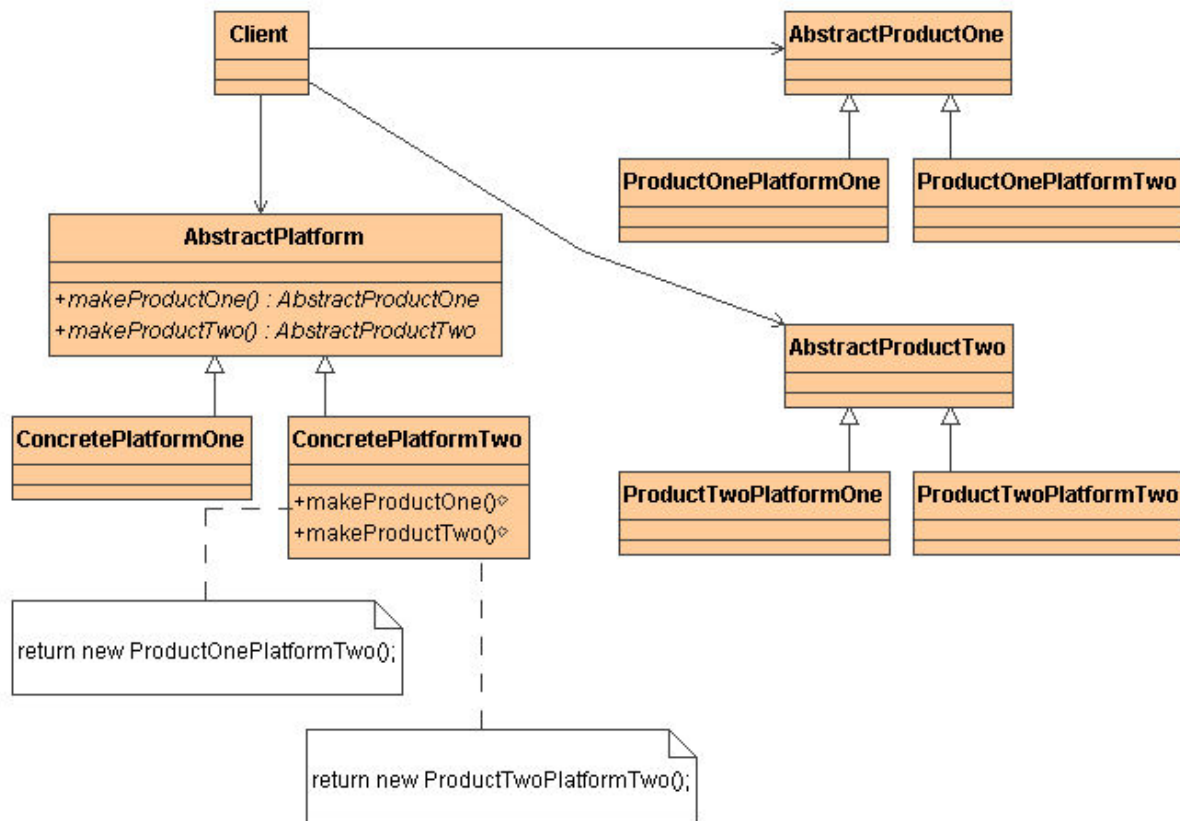 Client
AbstractProductOne
ProductOnePlatformOne
ProductOnePlatformTwo
AbstractPlatform
+makeProductOne() : AbstractProductOne
+makeProductTwo() : AbstractProductTwo
AbstractProductTwo
ConcretePlatformOne
ConcretePlatformTwo
+makeProductOne()
+makeProductTwo()
ProductTwoPlatformOne
ProductTwoPlatformTwo
return new ProductOnePlatformTwo();
return new ProductTwoPlatformTwo();